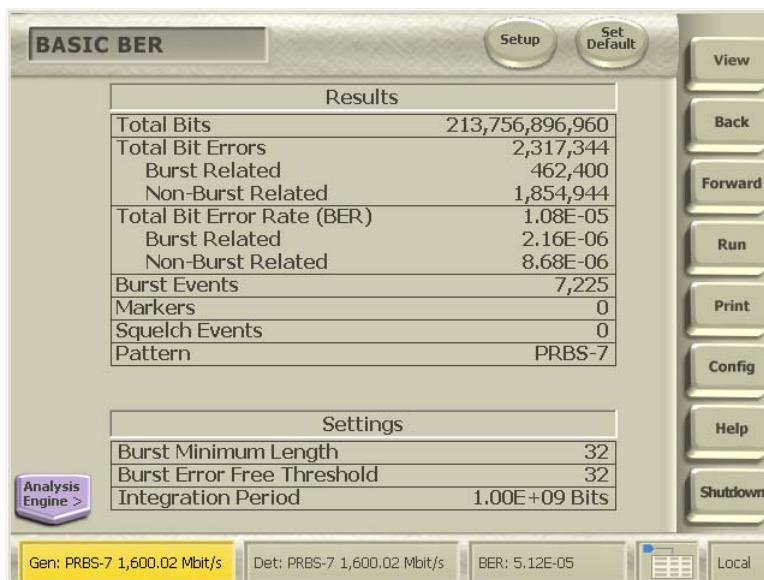 BASIC BER
Setup
Set
Default
Results
Total Bits 213,756,896,960
Total Bit Errors 2,317,344
Burst Related 462,400
Non-Burst Related 1,854,944
Total Bit Error Rate (BER) 1.08E-05
Burst Related 2.16E-06
Non-Burst Related 8.68E-06
Burst Events 7,225
Markers 0
Squelch Events 0
Pattern PRBS-7
Settings
Burst Minimum Length 32
Burst Error Free Threshold 32
Integration Period 1.00E+09 Bits
Analysis
Engine >
View
Back
Forward
Run
Print
Config
Help
Shutdown
Gen: PRBS-7 1,600.02 Mbit/s
Det: PRBS-7 1,600.02 Mbit/s
BER: 5.12E-05
Local